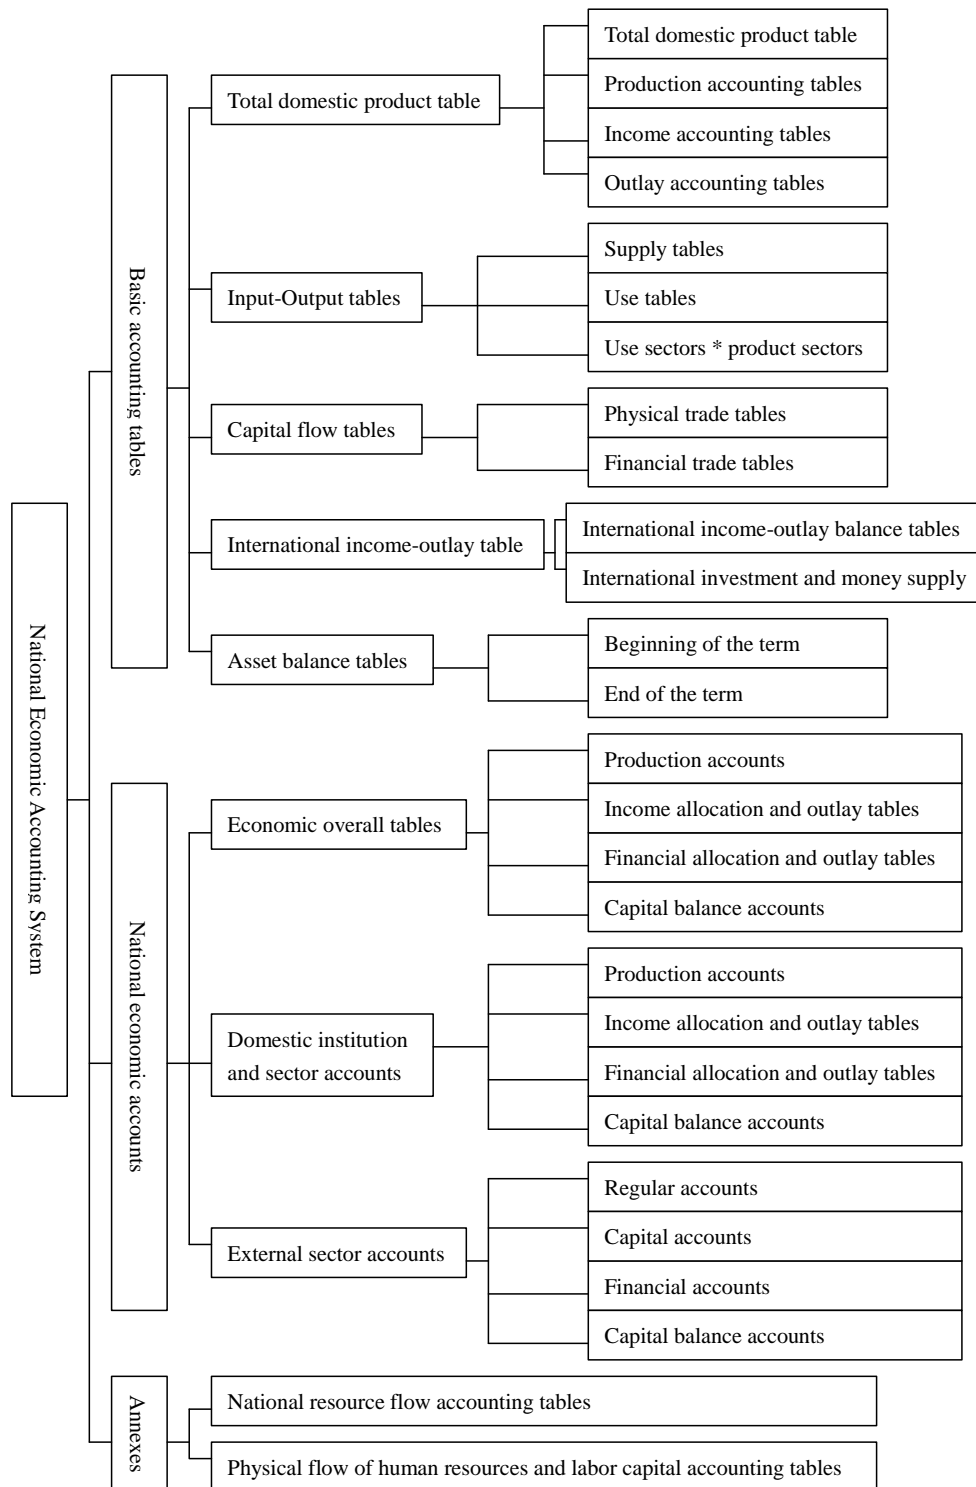 National Economic Accounting System
Basic accounting tables
Total domestic product table
Total domestic product table
Production accounting tables
Income accounting tables
Outlay accounting tables
Input-Output tables
Supply tables
Use tables
Use sectors * product sectors
Capital flow tables
Physical trade tables
Financial trade tables
International income-outlay table
International income-outlay balance tables
International investment and money supply
Asset balance tables
Beginning of the term
End of the term
National economic accounts
Economic overall tables
Production accounts
Income allocation and outlay tables
Financial allocation and outlay tables
Capital balance accounts
Domestic institution
and sector accounts
Production accounts
Income allocation and outlay tables
Financial allocation and outlay tables
Capital balance accounts
External sector accounts
Regular accounts
Capital accounts
Financial accounts
Capital balance accounts
Annexes
National resource flow accounting tables
Physical flow of human resources and labor capital accounting tables